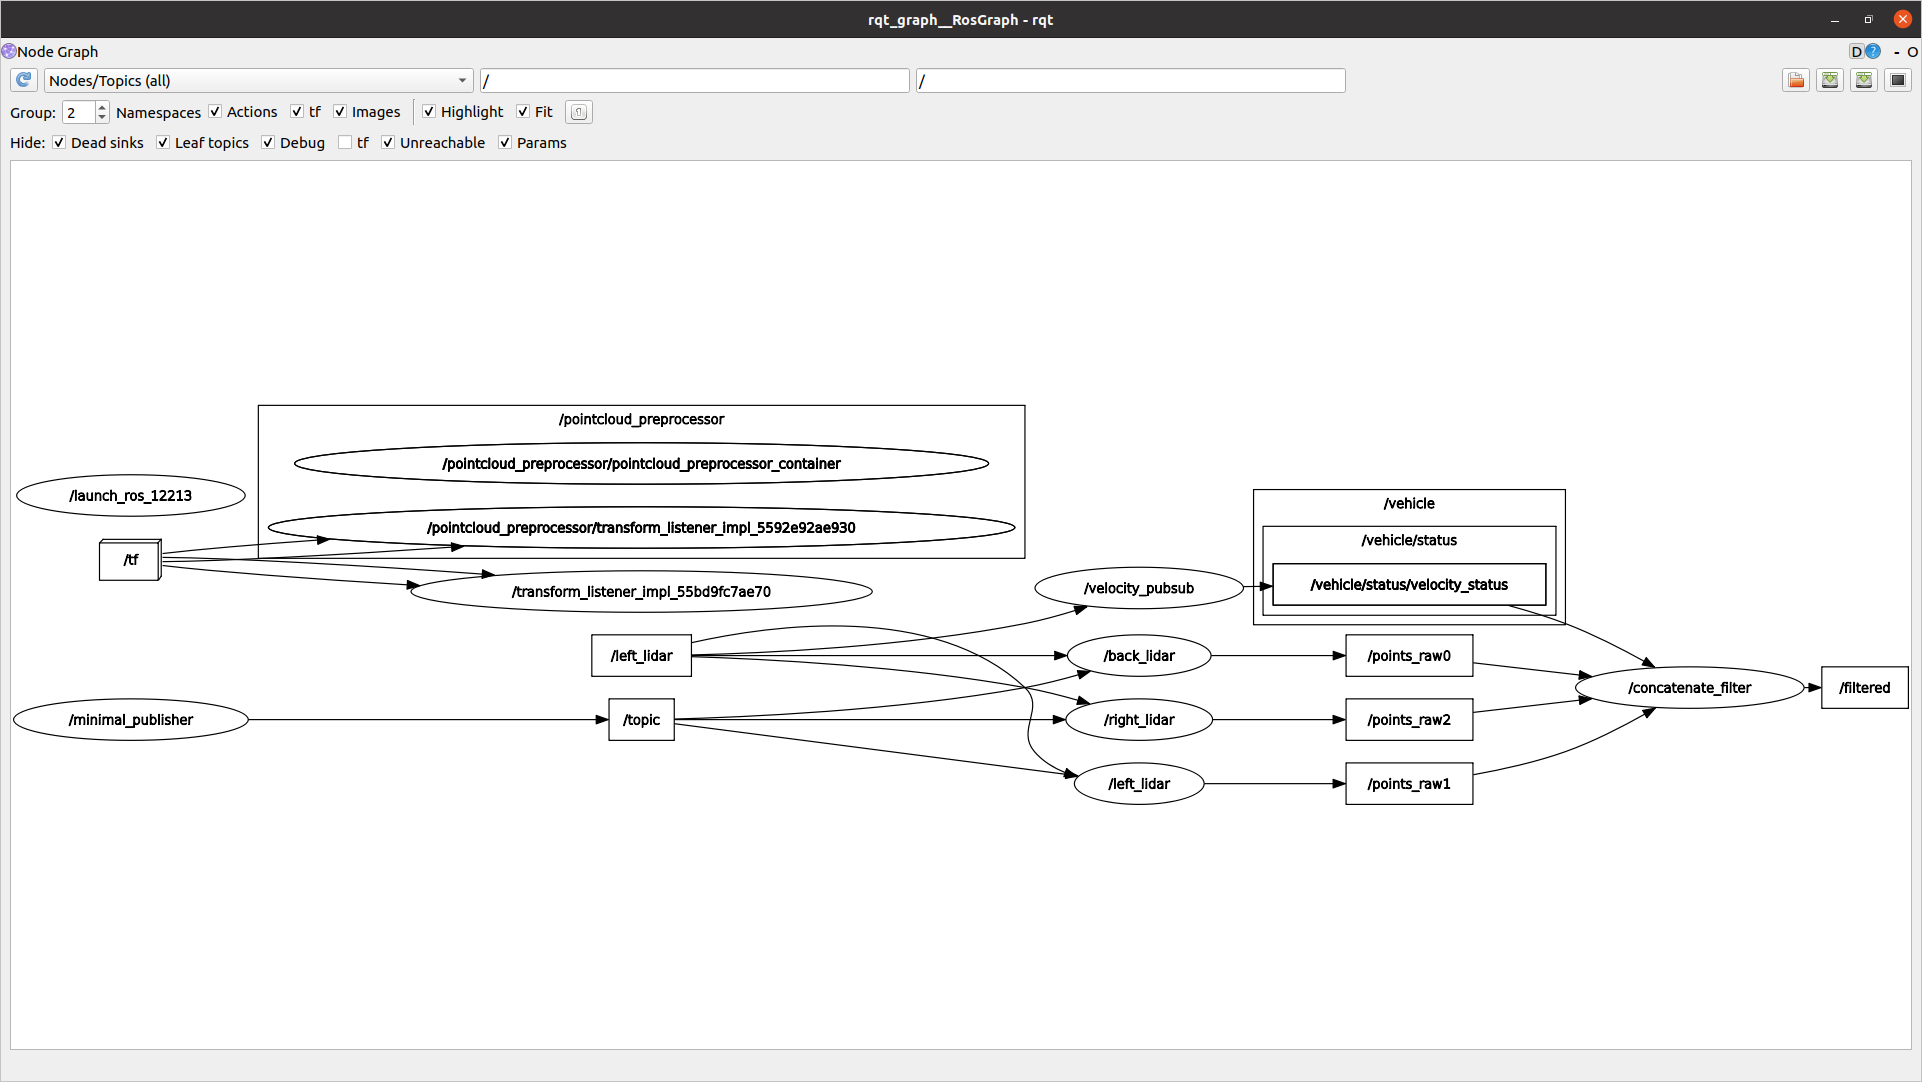 rqt_graph__RosGraph - rqt
Node Graph
D ? - O
Nodes/Topics (all) / /
Group: 2 Namespaces Actions tf Images Highlight Fit
Hide: Dead sinks Leaf topics Debug tf Unreachable Params
/pointcloud_preprocessor
/pointcloud_preprocessor/pointcloud_preprocessor_container
/launch_ros_12213
/pointcloud_preprocessor/transform_listener_impl_5592e92ae930
/tf
/transform_listener_impl_55bd9fc7ae70
/vehicle
/vehicle/status
/velocity_pubsub
/vehicle/status/velocity_status
/left_lidar
/back_lidar
/points_raw0
/concatenate_filter
/filtered
/minimal_publisher
/topic
/right_lidar
/points_raw2
/left_lidar
/points_raw1